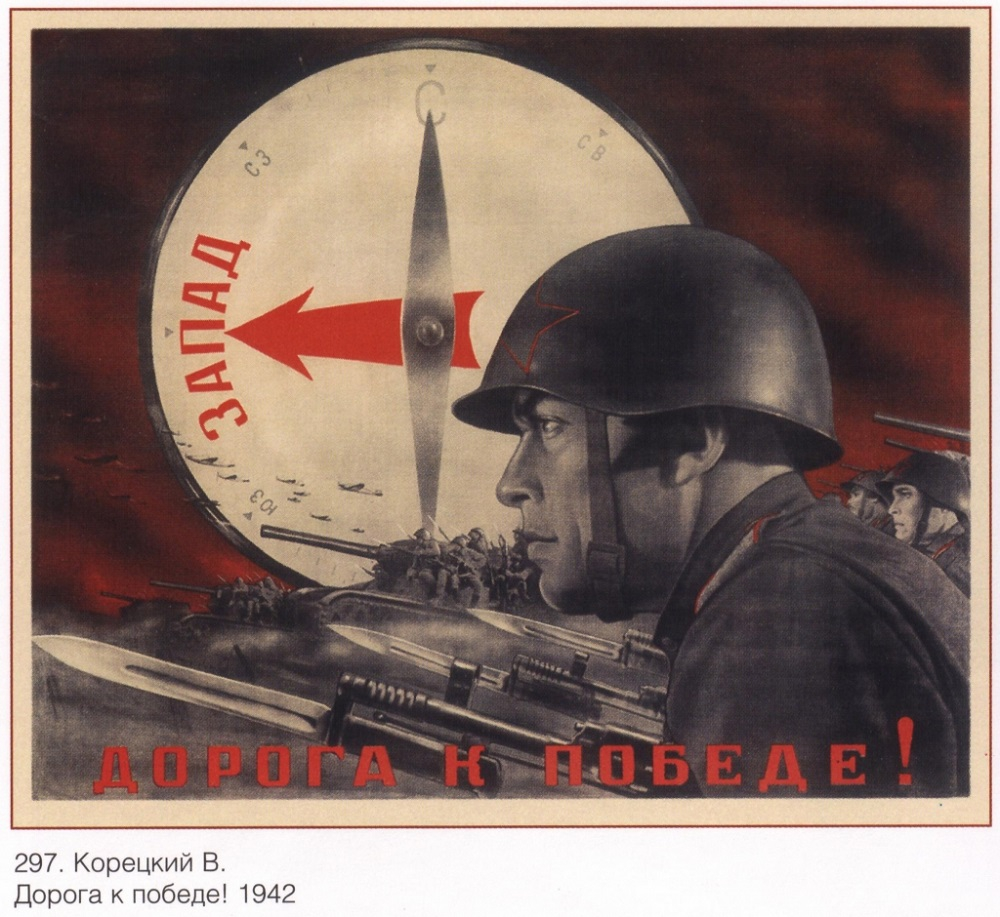 С
СЗ
СВ
ЗАПАД
ЮЗ
ДОРОГА К ПОБЕДЕ!
297. Корецкий В.
Дорога к победе! 1942